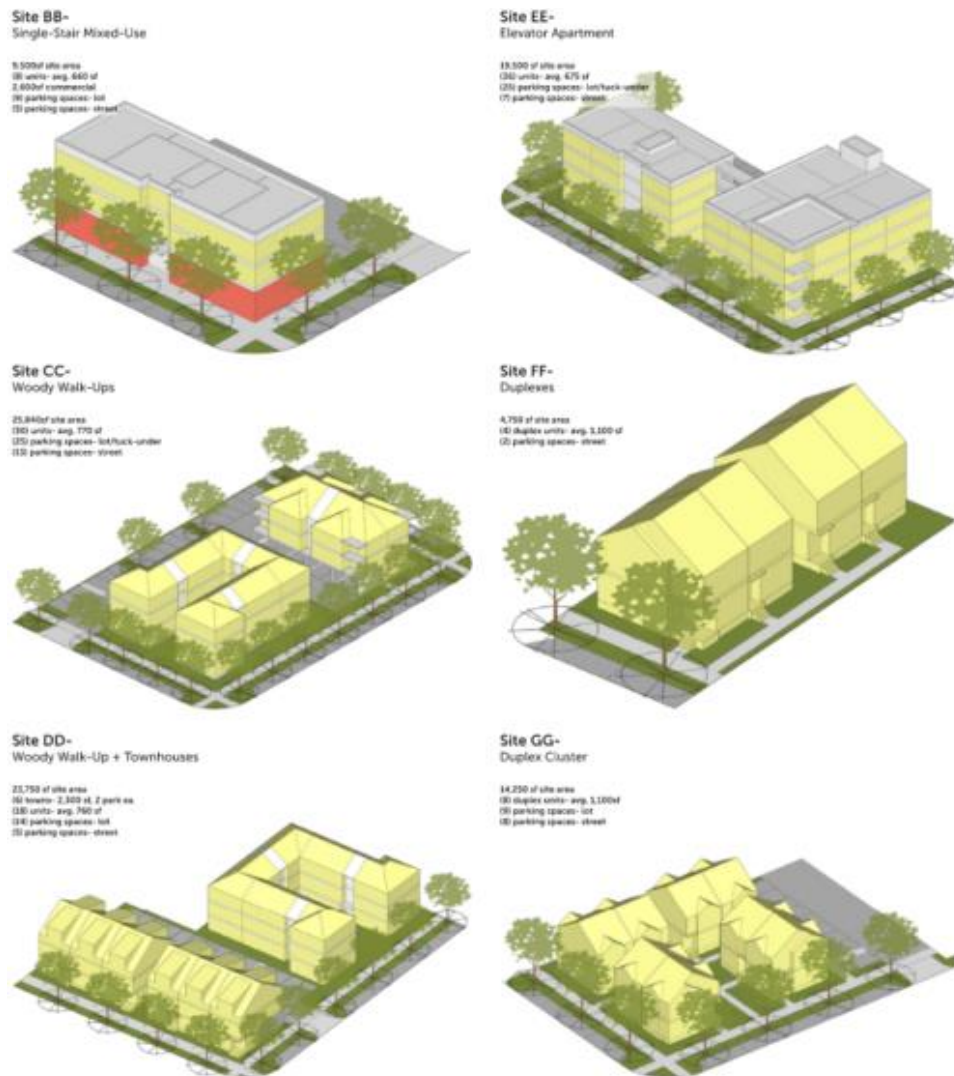 Site BB-
Single-Stair Mixed-Use
9,500sf site area
(8) units- avg. 660 sf
2,600sf commercial
(9) parking spaces- lot
(5) parking spaces- street
Site EE-
Elevator Apartment
19,500 sf site area
(36) units- avg. 675 sf
(25) parking spaces- lot/tuck-under
(7) parking spaces- street
Site CC-
Woody Walk-Ups
25,840sf site area
(30) units- avg. 770 sf
(25) parking spaces- lot/tuck-under
(13) parking spaces- street
Site FF-
Duplexes
4,750 sf site area
(4) duplex units- avg. 1,100 sf
(2) parking spaces- street
Site DD-
Woody Walk-Up + Townhouses
23,750 sf site area
(6) towns- 2,300 sf, 2 park ea.
(18) units- avg. 760 sf
(14) parking spaces- lot
(5) parking spaces- street
Site GG-
Duplex Cluster
14,250 sf site area
(8) duplex units- avg. 1,100sf
(9) parking spaces- lot
(8) parking spaces- street